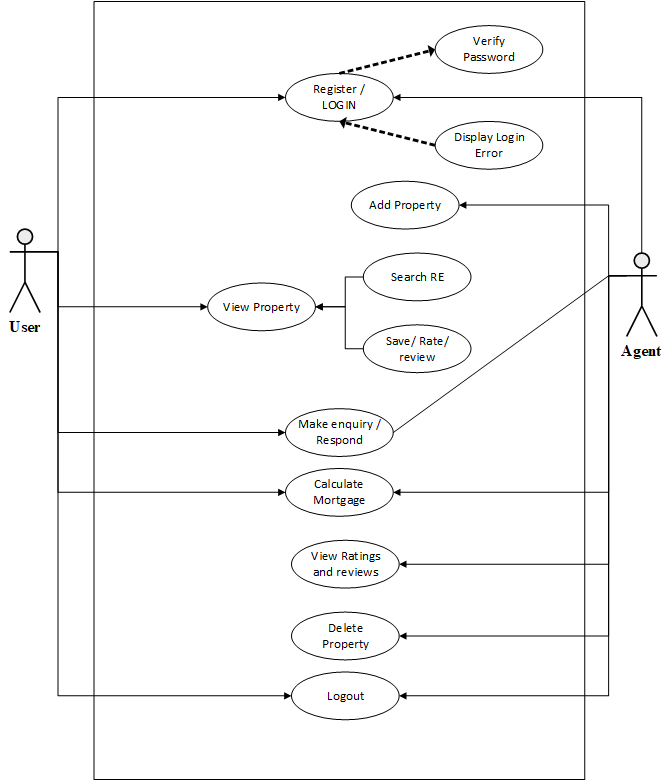 Verify
Password
Register /
LOGIN
Display Login
Error
Add Property
Search RE
View Property
User
Save/ Rate/
review
Agent
Make enquiry /
Respond
Calculate
Mortgage
View Ratings
and reviews
Delete
Property
Logout